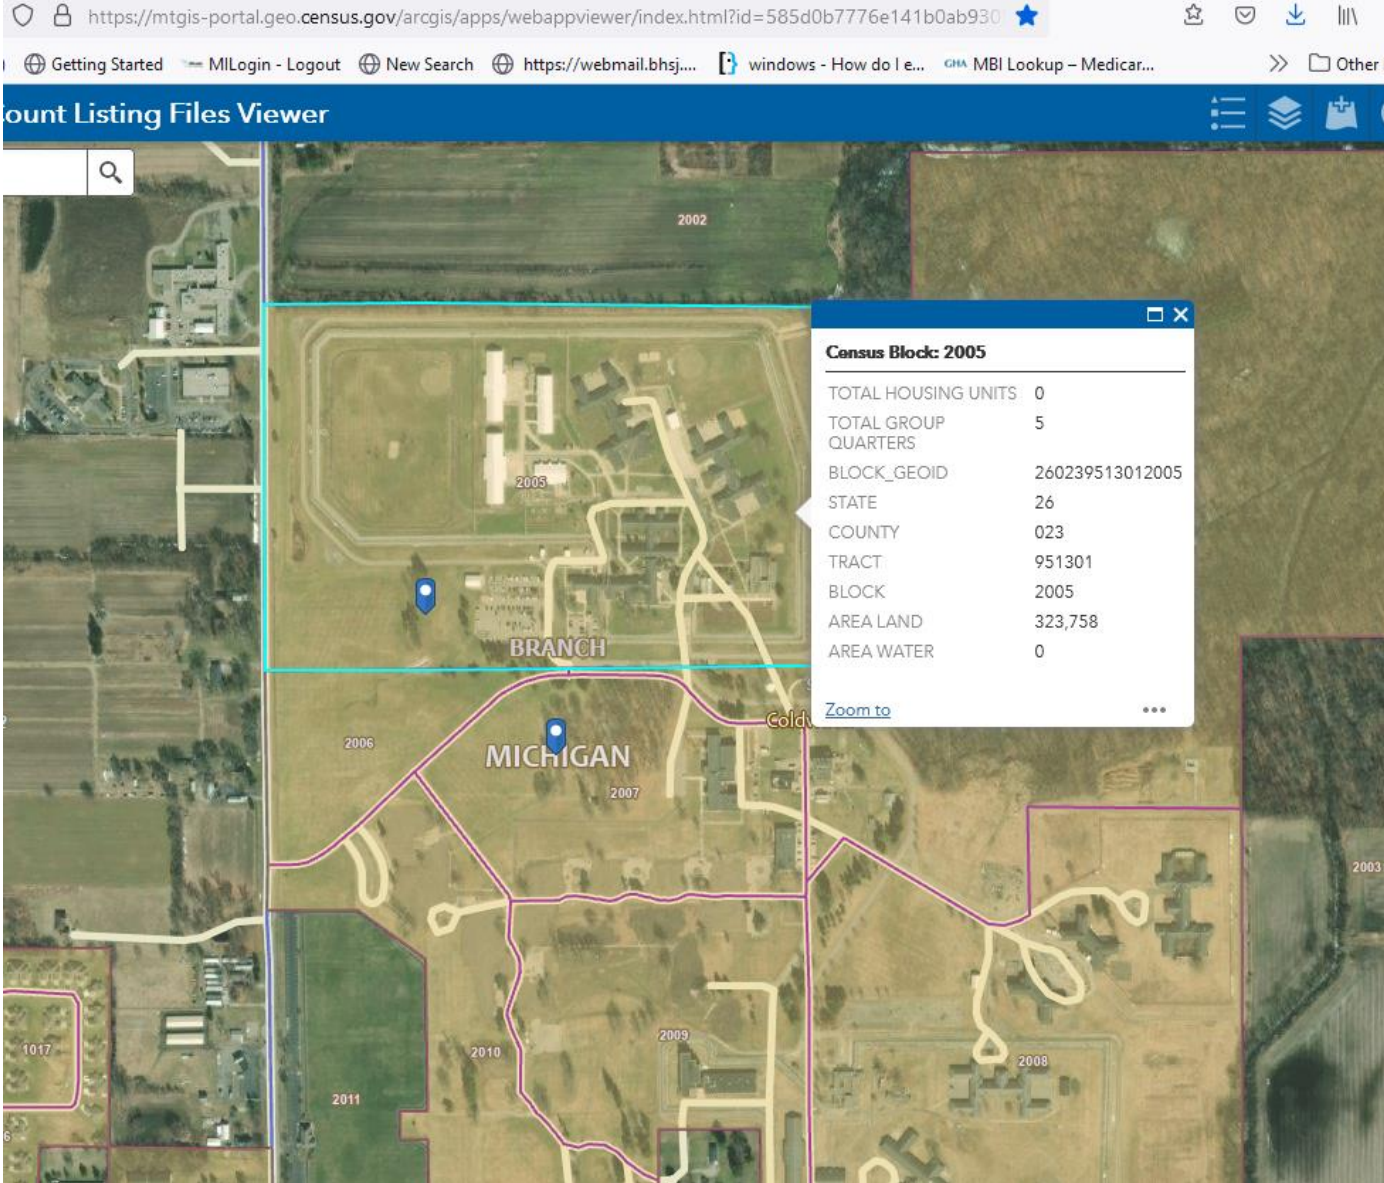 https://mtgis-portal.geo.census.gov/arcgis/apps/webappviewer/index.html?id=585d0b7776e141b0ab930
Getting Started MILogin - Logout New Search https://webmail.bhsj.... windows - How do I e... GHA MBI Lookup – Medicar... Other
ount Listing Files Viewer
2002
Census Block: 2005
TOTAL HOUSING UNITS 0
TOTAL GROUP QUARTERS 5
BLOCK_GEOID 260239513012005
STATE 26
COUNTY 023
TRACT 951301
BLOCK 2005
AREA LAND 323,758
AREA WATER 0
Zoom to
2005
BRANCH
Coldw
2006
MICHIGAN
2007
2003
1017
2009
2010
2008
2011
6